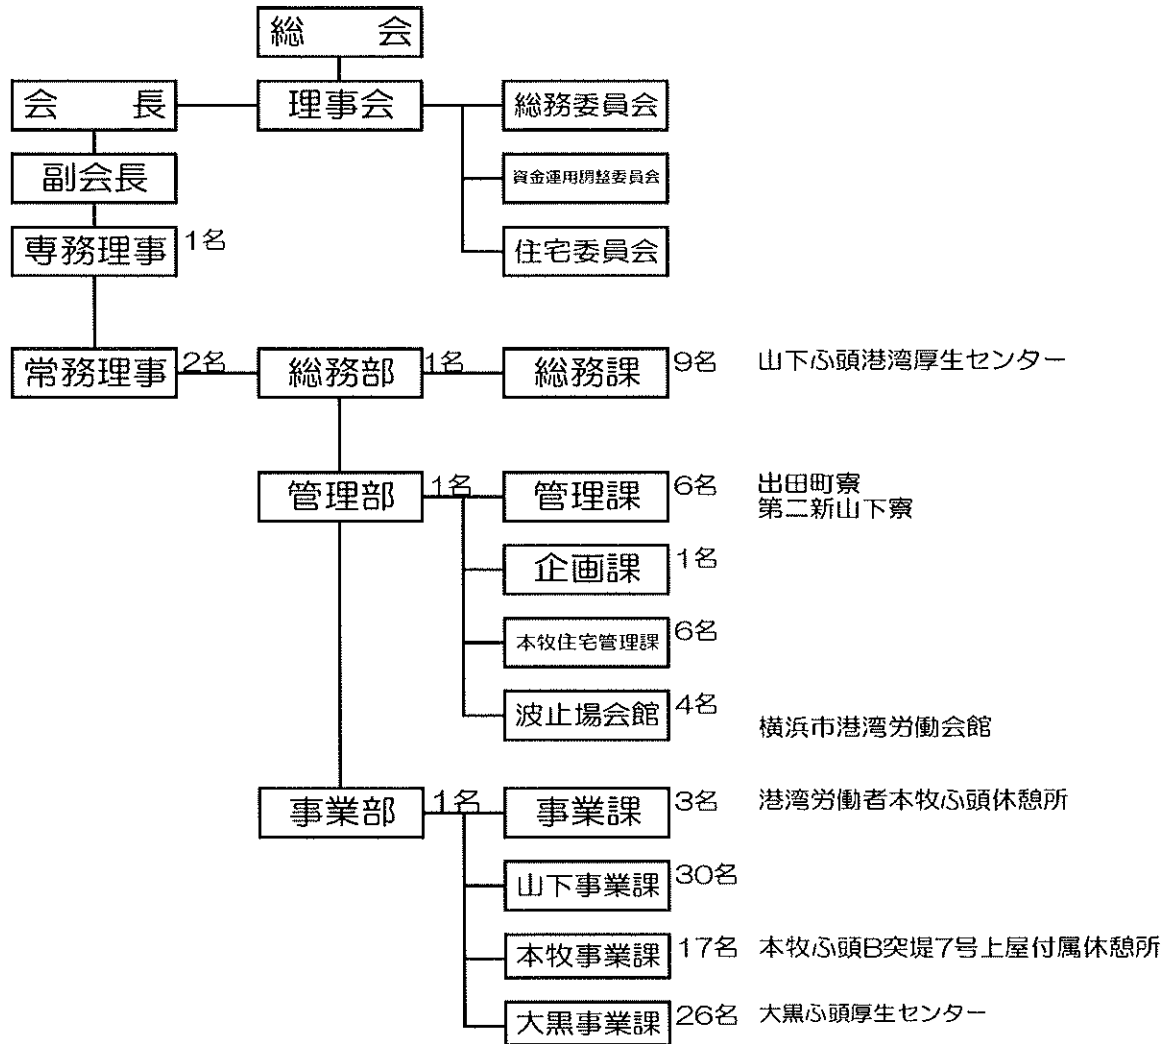 総　会
会　長
理事会
総務委員会
副会長
資金運用調整委員会
専務理事 1名
住宅委員会
常務理事 2名 総務部 1名 総務課 9名 山下ふ頭港湾厚生センター
管理部 1名 管理課 6名 出田町寮
第二新山下寮
企画課 1名
本牧住宅管理課 6名
波止場会館 4名
横浜市港湾労働会館
事業部 1名 事業課 3名 港湾労働者本牧ふ頭休憩所
山下事業課 30名
本牧事業課 17名 本牧ふ頭B突堤7号上屋付属休憩所
大黒事業課 26名 大黒ふ頭厚生センター